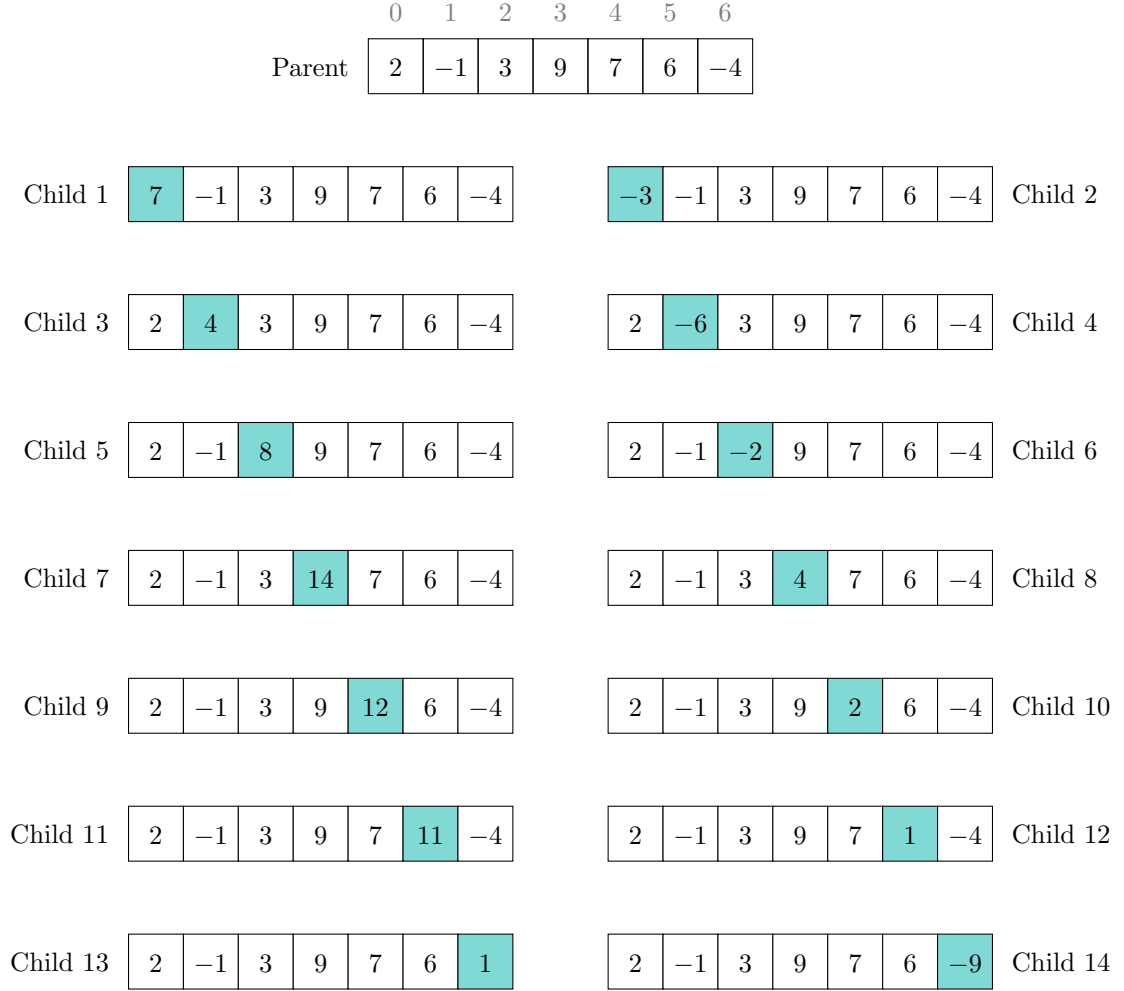 0 1 2 3 4 5 6
Parent 2 −1 3 9 7 6 −4
Child 1 7 −1 3 9 7 6 −4 −3 −1 3 9 7 6 −4 Child 2
Child 3 2 4 3 9 7 6 −4 2 −6 3 9 7 6 −4 Child 4
Child 5 2 −1 8 9 7 6 −4 2 −1 −2 9 7 6 −4 Child 6
Child 7 2 −1 3 14 7 6 −4 2 −1 3 4 7 6 −4 Child 8
Child 9 2 −1 3 9 12 6 −4 2 −1 3 9 2 6 −4 Child 10
Child 11 2 −1 3 9 7 11 −4 2 −1 3 9 7 1 −4 Child 12
Child 13 2 −1 3 9 7 6 1 2 −1 3 9 7 6 −9 Child 14